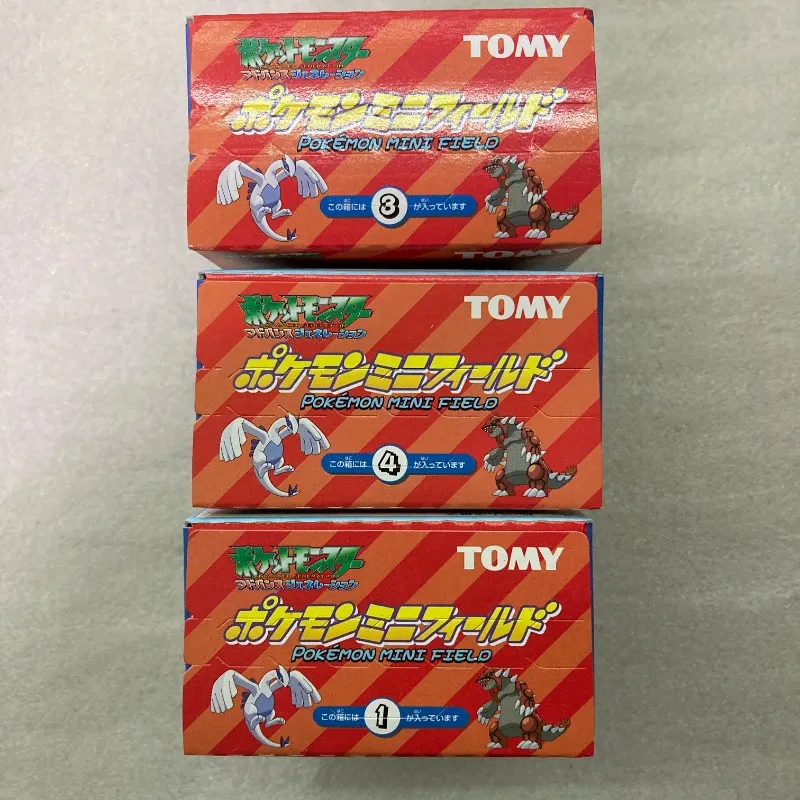 ポケットモンスター
TOMY
アドバンスジェネレーション
ポケモンミニフィールド
POKÉMON MINI FIELD
この箱には 3 が入っています
TOMY
ポケットモンスター
TOMY
アドバンスジェネレーション
ポケモンミニフィールド
POKÉMON MINI FIELD
この箱には 4 が入っています
ポケットモンスター
TOMY
アドバンスジェネレーション
ポケモンミニフィールド
POKÉMON MINI FIELD
この箱には 1 が入っています